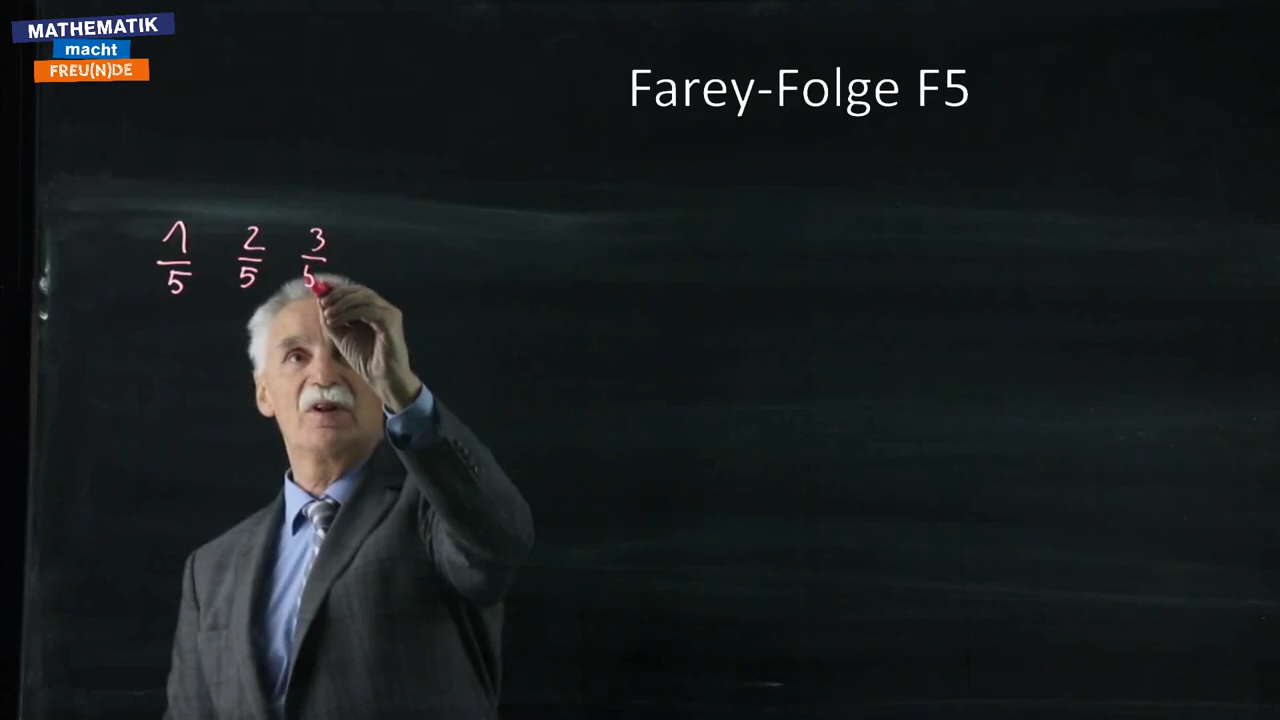 MATHEMATIK
macht
FREU(N)DE
Farey-Folge F5
1/5 2/5 3/5